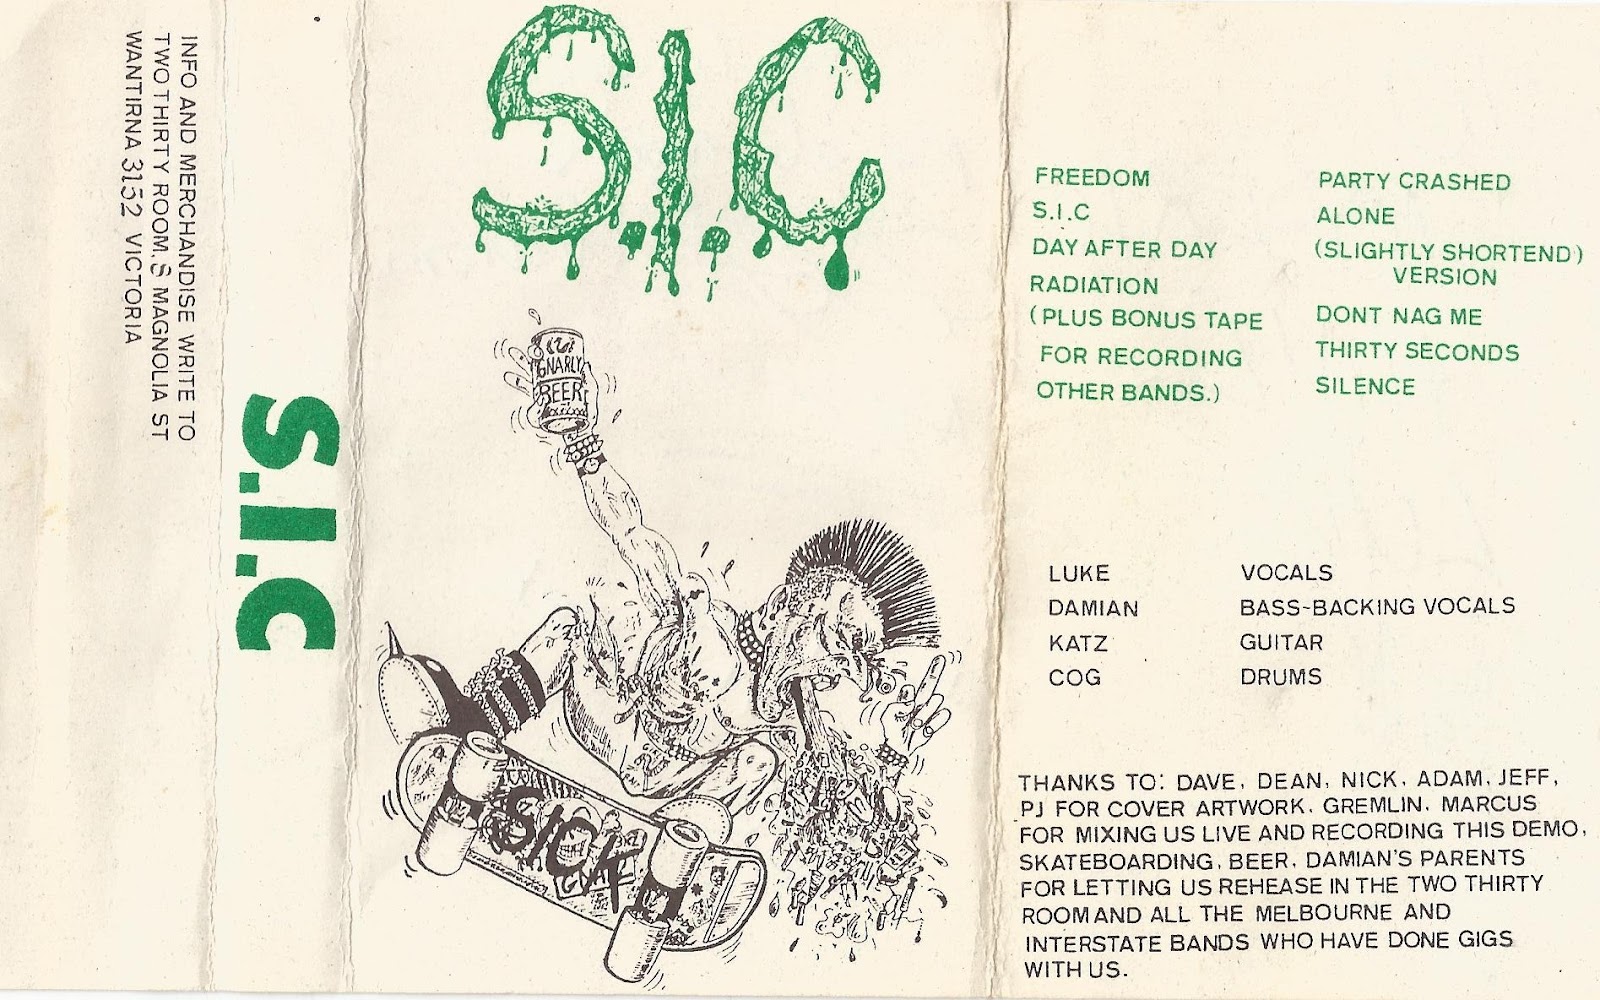 INFO AND MERCHANDISE WRITE TO
TWO THIRTY ROOM, 8 MAGNOLIA ST
WANTIRNA 3152 VICTORIA
S.I.C
S.I.C
GNARLY
BEER
SICK
FREEDOM
S.I.C
DAY AFTER DAY
RADIATION
(PLUS BONUS TAPE
FOR RECORDING
OTHER BANDS.)
PARTY CRASHED
ALONE
(SLIGHTLY SHORTEND)
VERSION
DONT NAG ME
THIRTY SECONDS
SILENCE
LUKE VOCALS
DAMIAN BASS-BACKING VOCALS
KATZ GUITAR
COG DRUMS
THANKS TO: DAVE, DEAN, NICK, ADAM, JEFF,
PJ FOR COVER ARTWORK, GREMLIN, MARCUS
FOR MIXING US LIVE AND RECORDING THIS DEMO,
SKATEBOARDING, BEER, DAMIAN'S PARENTS
FOR LETTING US REHEASE IN THE TWO THIRTY
ROOM AND ALL THE MELBOURNE AND
INTERSTATE BANDS WHO HAVE DONE GIGS
WITH US.